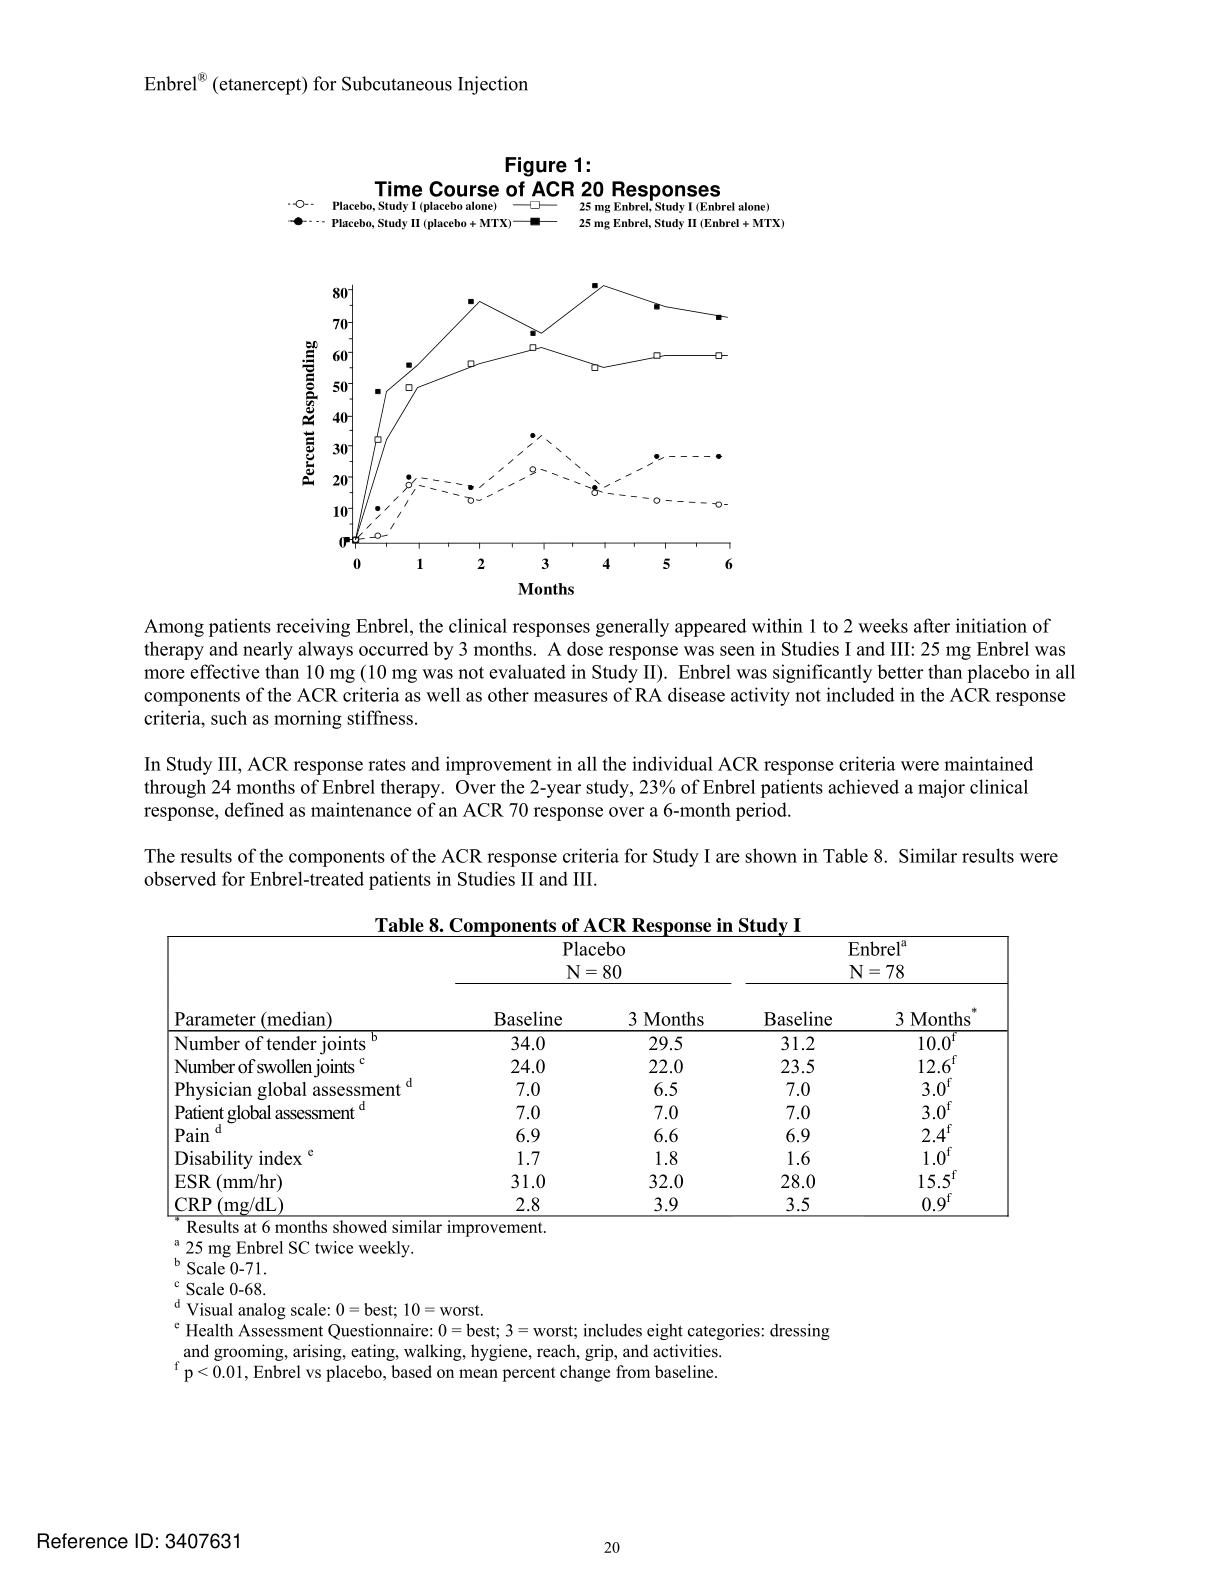 Enbrel® (etanercept) for Subcutaneous Injection
Figure 1:
Time Course of ACR 20 Responses
Placebo, Study I (placebo alone) 25 mg Enbrel, Study I (Enbrel alone)
Placebo, Study II (placebo + MTX) 25 mg Enbrel, Study II (Enbrel + MTX)
Percent Responding
80
70
60
50
40
30
20
10
0
0 1 2 3 4 5 6
Months
Among patients receiving Enbrel, the clinical responses generally appeared within 1 to 2 weeks after initiation of
therapy and nearly always occurred by 3 months. A dose response was seen in Studies I and III: 25 mg Enbrel was
more effective than 10 mg (10 mg was not evaluated in Study II). Enbrel was significantly better than placebo in all
components of the ACR criteria as well as other measures of RA disease activity not included in the ACR response
criteria, such as morning stiffness.
In Study III, ACR response rates and improvement in all the individual ACR response criteria were maintained
through 24 months of Enbrel therapy. Over the 2-year study, 23% of Enbrel patients achieved a major clinical
response, defined as maintenance of an ACR 70 response over a 6-month period.
The results of the components of the ACR response criteria for Study I are shown in Table 8. Similar results were
observed for Enbrel-treated patients in Studies II and III.
Table 8. Components of ACR Response in Study I
Placebo Enbrel^a
N = 80 N = 78
Parameter (median) Baseline 3 Months Baseline 3 Months*
Number of tender joints ^b 34.0 29.5 31.2 10.0^f
Number of swollen joints ^c 24.0 22.0 23.5 12.6^f
Physician global assessment ^d 7.0 6.5 7.0 3.0^f
Patient global assessment ^d 7.0 7.0 7.0 3.0^f
Pain ^d 6.9 6.6 6.9 2.4^f
Disability index ^e 1.7 1.8 1.6 1.0^f
ESR (mm/hr) 31.0 32.0 28.0 15.5^f
CRP (mg/dL) 2.8 3.9 3.5 0.9^f
* Results at 6 months showed similar improvement.
^a 25 mg Enbrel SC twice weekly.
^b Scale 0-71.
^c Scale 0-68.
^d Visual analog scale: 0 = best; 10 = worst.
^e Health Assessment Questionnaire: 0 = best; 3 = worst; includes eight categories: dressing
and grooming, arising, eating, walking, hygiene, reach, grip, and activities.
^f p < 0.01, Enbrel vs placebo, based on mean percent change from baseline.
Reference ID: 3407631
20